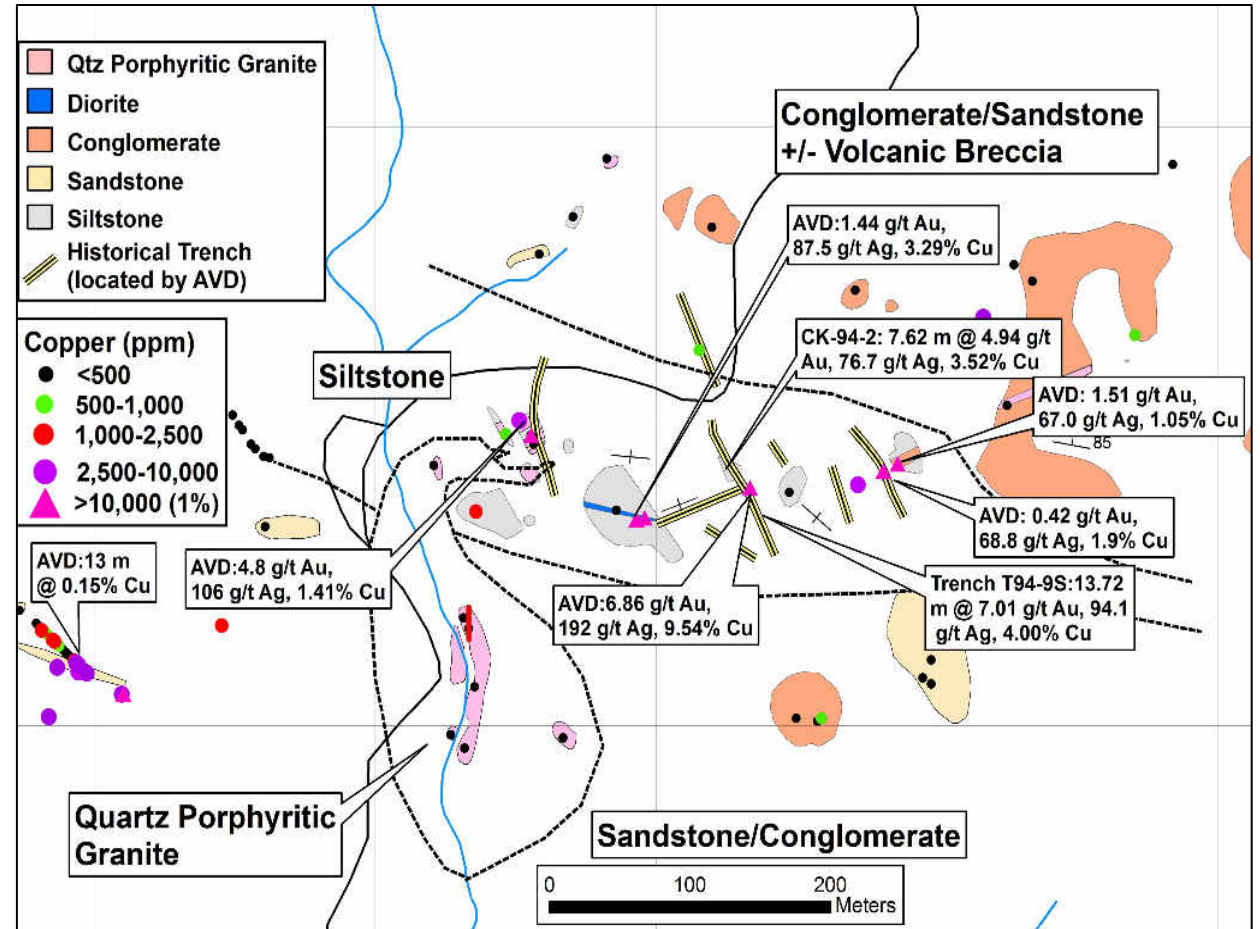 Qtz Porphyritic Granite
Diorite
Conglomerate
Sandstone
Siltstone
Historical Trench
(located by AVD)
Copper (ppm)
<500
500-1,000
1,000-2,500
2,500-10,000
>10,000 (1%)
Conglomerate/Sandstone
+/- Volcanic Breccia
AVD:1.44 g/t Au,
87.5 g/t Ag, 3.29% Cu
CK-94-2: 7.62 m @ 4.94 g/t
Au, 76.7 g/t Ag, 3.52% Cu
Siltstone
AVD: 1.51 g/t Au,
67.0 g/t Ag, 1.05% Cu
85
AVD: 0.42 g/t Au,
68.8 g/t Ag, 1.9% Cu
AVD:13 m
@ 0.15% Cu
AVD:4.8 g/t Au,
106 g/t Ag, 1.41% Cu
AVD:6.86 g/t Au,
192 g/t Ag, 9.54% Cu
Trench T94-9S:13.72
m @ 7.01 g/t Au, 94.1
g/t Ag, 4.00% Cu
Quartz Porphyritic
Granite
Sandstone/Conglomerate
0 100 200
Meters